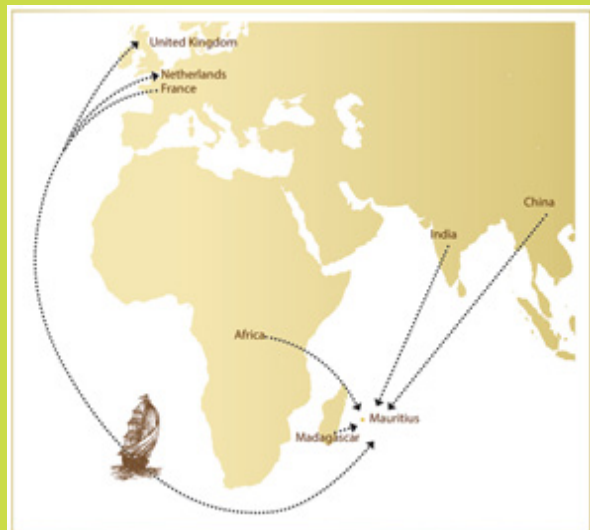 United Kingdom
Netherlands
France
China
India
Africa
Mauritius
Madagascar